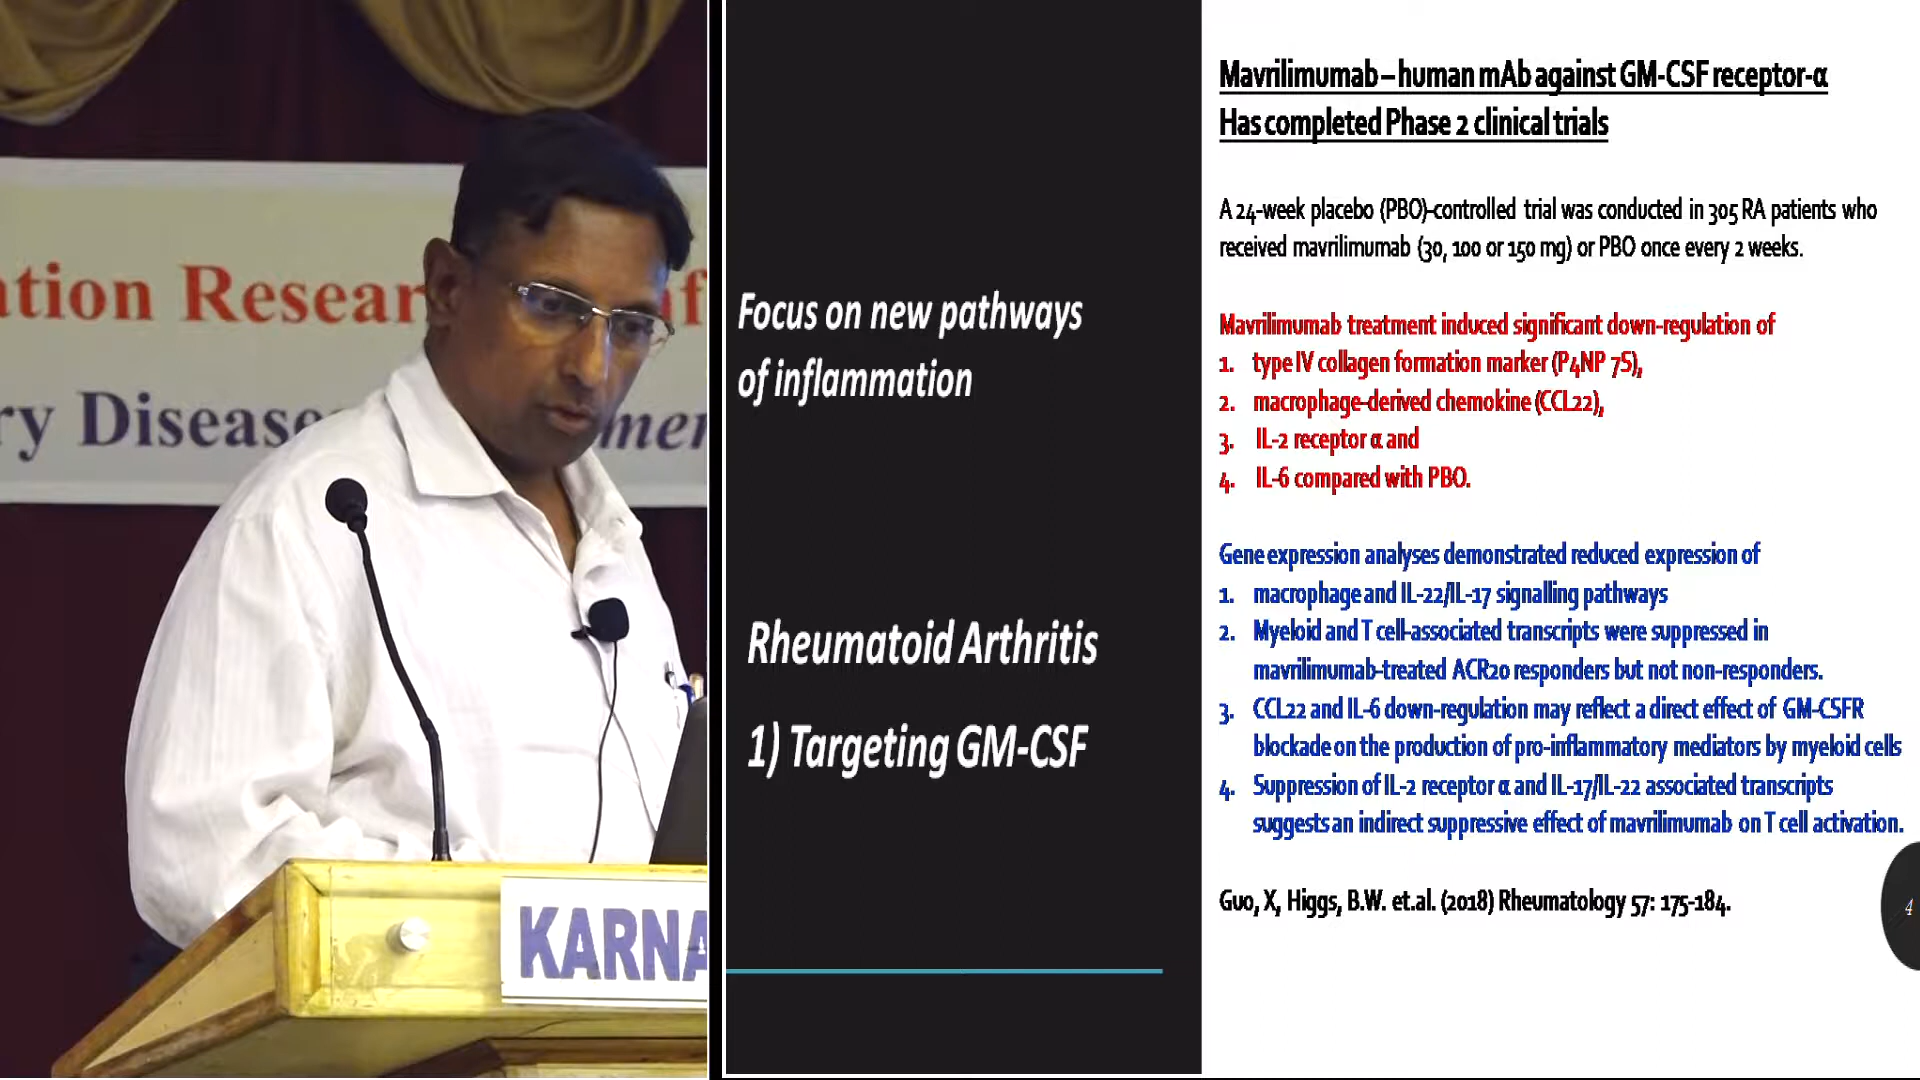 ation Resear
ry Disease
KARNA
Focus on new pathways
of inflammation
Rheumatoid Arthritis
1) Targeting GM-CSF
Mavrilimumab – human mAb against GM-CSF receptor-α
Has completed Phase 2 clinical trials
A 24-week placebo (PBO)-controlled trial was conducted in 305 RA patients who
received mavrilimumab (30, 100 or 150 mg) or PBO once every 2 weeks.
Mavrilimumab treatment induced significant down-regulation of
1. type IV collagen formation marker (P4NP 7S),
2. macrophage-derived chemokine (CCL22),
3. IL-2 receptor α and
4. IL-6 compared with PBO.
Gene expression analyses demonstrated reduced expression of
1. macrophage and IL-22/IL-17 signalling pathways
2. Myeloid and T cell-associated transcripts were suppressed in
mavrilimumab-treated ACR20 responders but not non-responders.
3. CCL22 and IL-6 down-regulation may reflect a direct effect of GM-CSFR
blockade on the production of pro-inflammatory mediators by myeloid cells
4. Suppression of IL-2 receptor α and IL-17/IL-22 associated transcripts
suggests an indirect suppressive effect of mavrilimumab on T cell activation.
Guo, X, Higgs, B.W. et.al. (2018) Rheumatology 57: 175-184.
4